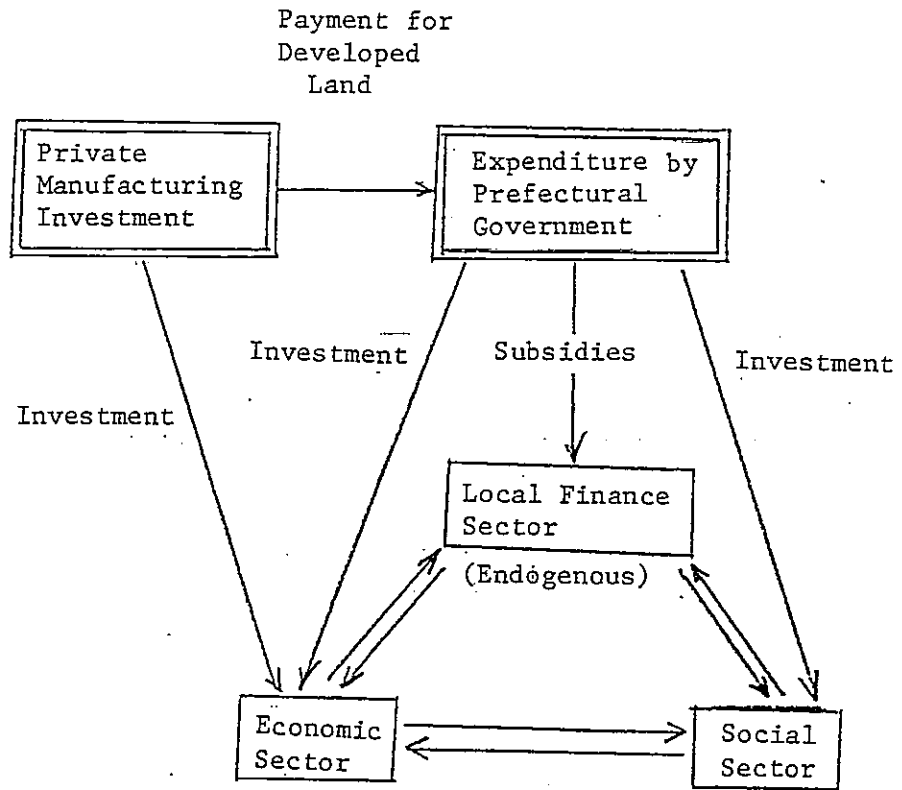 Payment for
Developed
Land
Private
Manufacturing
Investment
Expenditure by
Prefectural
Government
Investment
Subsidies
Investment
Investment
Local Finance
Sector
(Endogenous)
Economic
Sector
Social
Sector